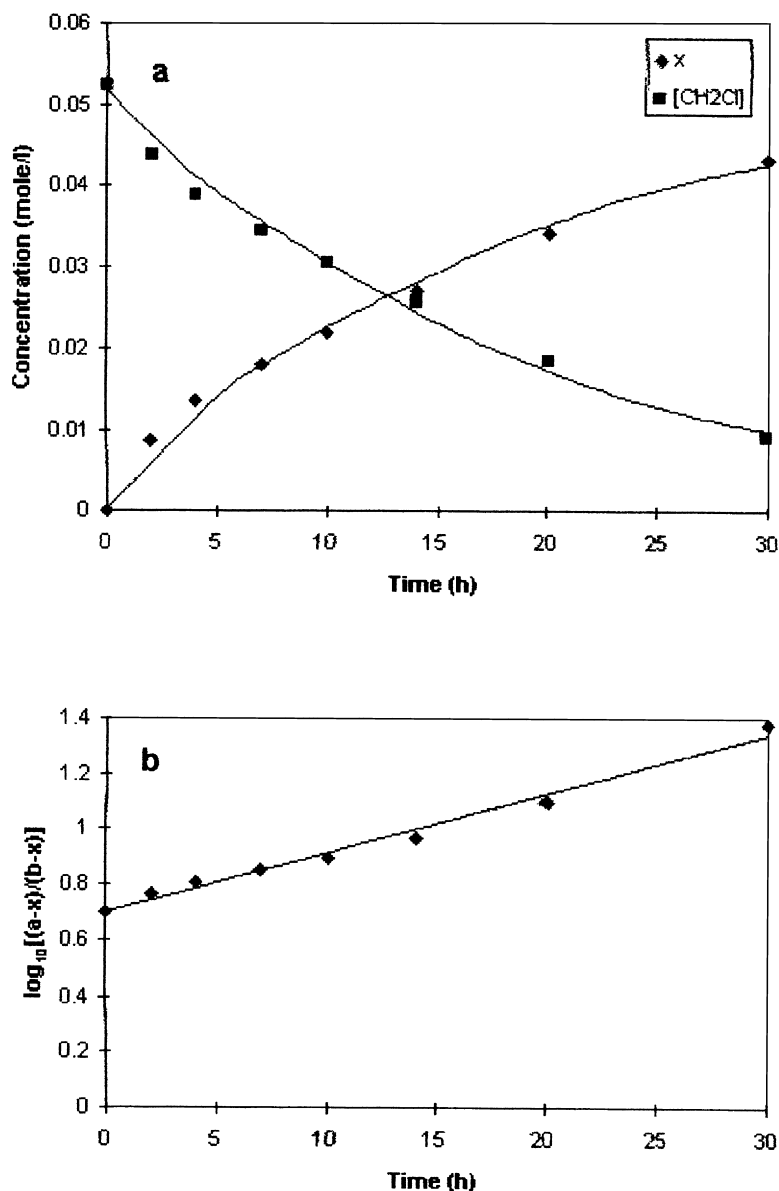 0.06
0.05
0.04
0.03
0.02
0.01
0
a
x
[CH2Cl]
Concentration (mole/l)
0 5 10 15 20 25 30
Time (h)
1.4
1.2
1
0.8
0.6
0.4
0.2
0
b
log₁₀[(a-x)/(b-x)]
0 5 10 15 20 25 30
Time (h)